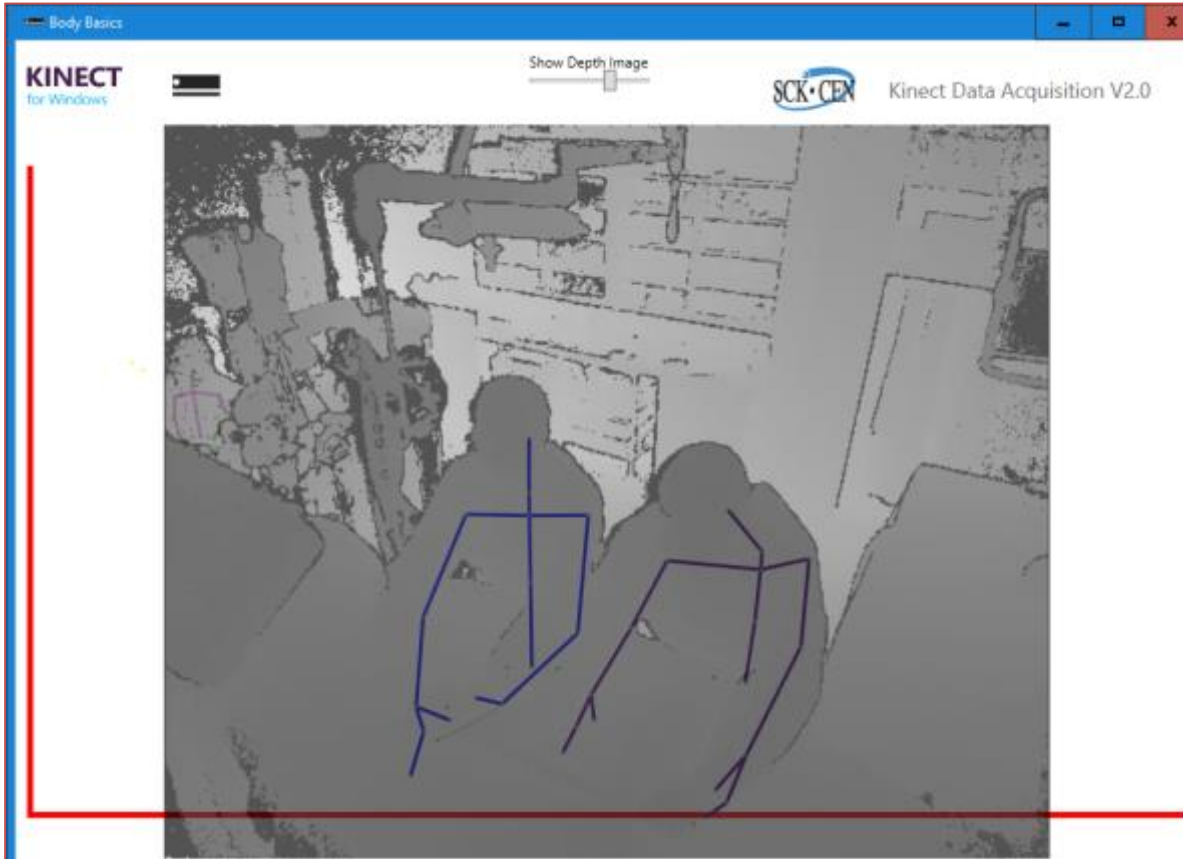 Body Basics
KINECT
for Windows
Show Depth Image
SCK•CEN
Kinect Data Acquisition V2.0